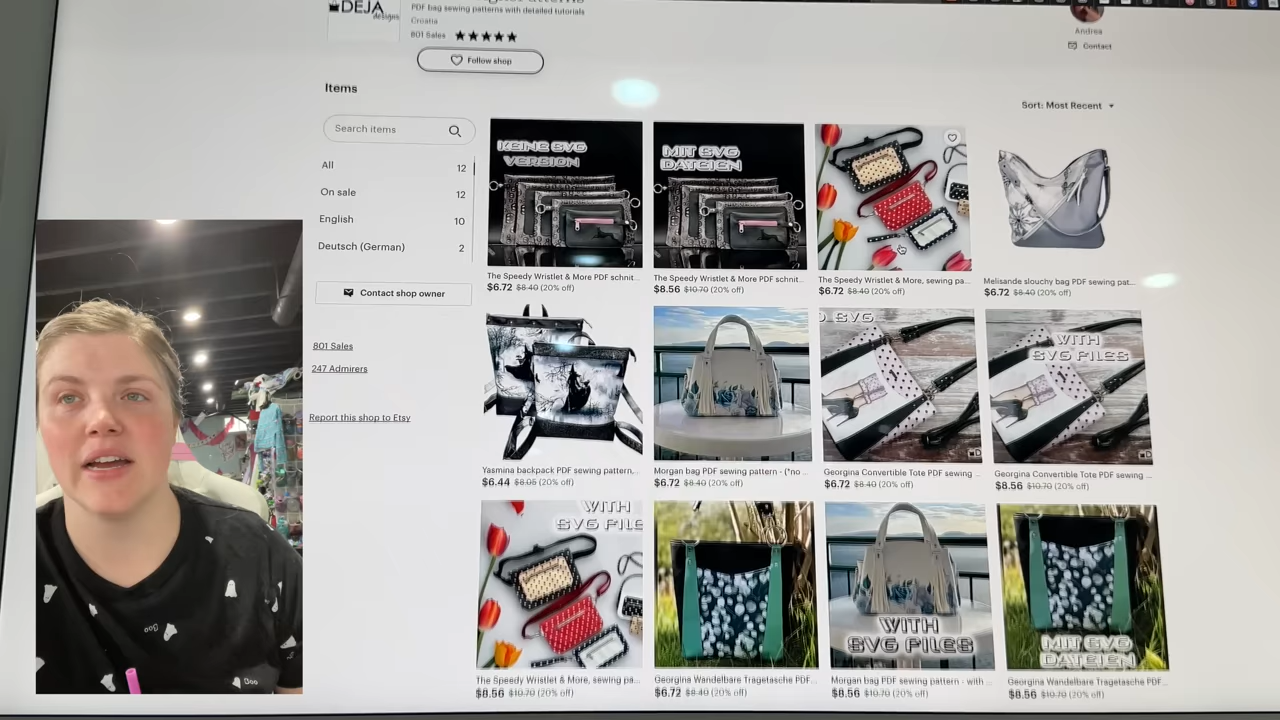 DEJA
designs
PDF bag sewing patterns with detailed tutorials
Croatia
801 Sales
Follow shop
Andrea
Contact
Items
Sort: Most Recent
Search items
All 12
On sale 12
English 10
Deutsch (German) 2
Contact shop owner
801 Sales
247 Admirers
Report this shop to Etsy
KEINE SVG
VERSION
The Speedy Wristlet & More PDF schnit...
$6.72 $8.40 (20% off)
MIT SVG
DATEIEN
The Speedy Wristlet & More PDF schnit...
$8.56 $10.70 (20% off)
The Speedy Wristlet & More, sewing pa...
$6.72 $8.40 (20% off)
Melisande slouchy bag PDF sewing pat...
$6.72 $8.40 (20% off)
Yasmina backpack PDF sewing pattern,...
$6.44 $8.05 (20% off)
Morgan bag PDF sewing pattern - (*no ...
$6.72 $8.40 (20% off)
SVG
Georgina Convertible Tote PDF sewing ...
$6.72 $8.40 (20% off)
WITH
SVG FILES
Georgina Convertible Tote PDF sewing ...
$8.56 $10.70 (20% off)
WITH
SVG FILE
The Speedy Wristlet & More, sewing pa...
$8.56 $10.70 (20% off)
Georgina Wandelbare Tragetasche PDF...
$6.72 $8.40 (20% off)
WITH
SVG FILES
Morgan bag PDF sewing pattern - with ...
$8.56 $10.70 (20% off)
MIT SVG
DATEIEN
Georgina Wandelbare Tragetasche PDF...
$8.56 $10.70 (20% off)
Boo
Boo